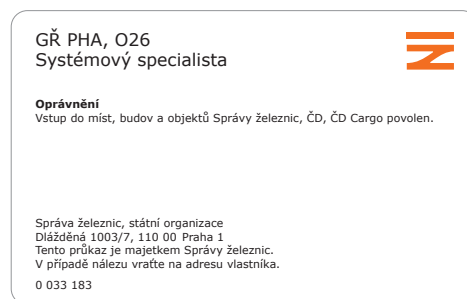 GŘ PHA, O26
Systémový specialista
Oprávnění
Vstup do míst, budov a objektů Správy železnic, ČD, ČD Cargo povolen.
Správa železnic, státní organizace
Dlážděná 1003/7, 110 00 Praha 1
Tento průkaz je majetkem Správy železnic.
V případě nálezu vraťte na adresu vlastníka.
0 033 183